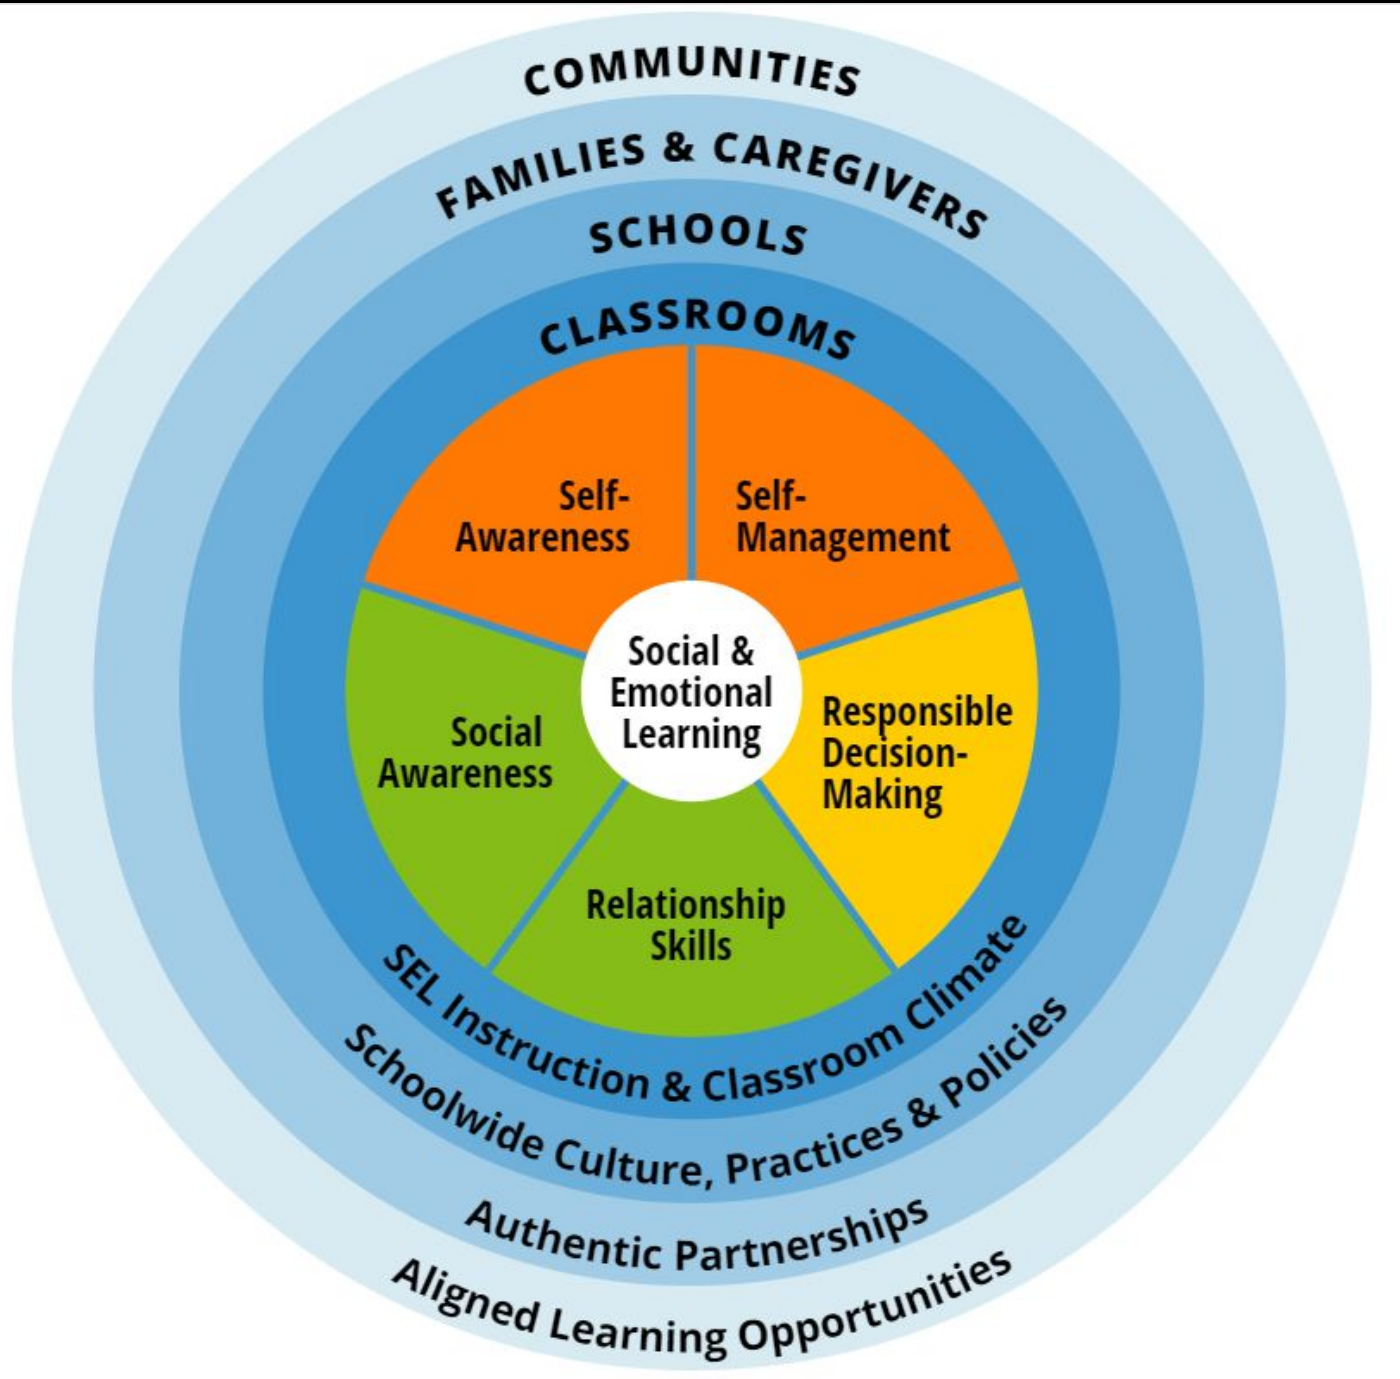 COMMUNITIES
FAMILIES & CAREGIVERS
SCHOOLS
CLASSROOMS
Self-
Awareness
Self-
Management
Social &
Emotional
Learning
Social
Awareness
Responsible
Decision-
Making
Relationship
Skills
SEL Instruction & Classroom Climate
Schoolwide Culture, Practices & Policies
Authentic Partnerships
Aligned Learning Opportunities